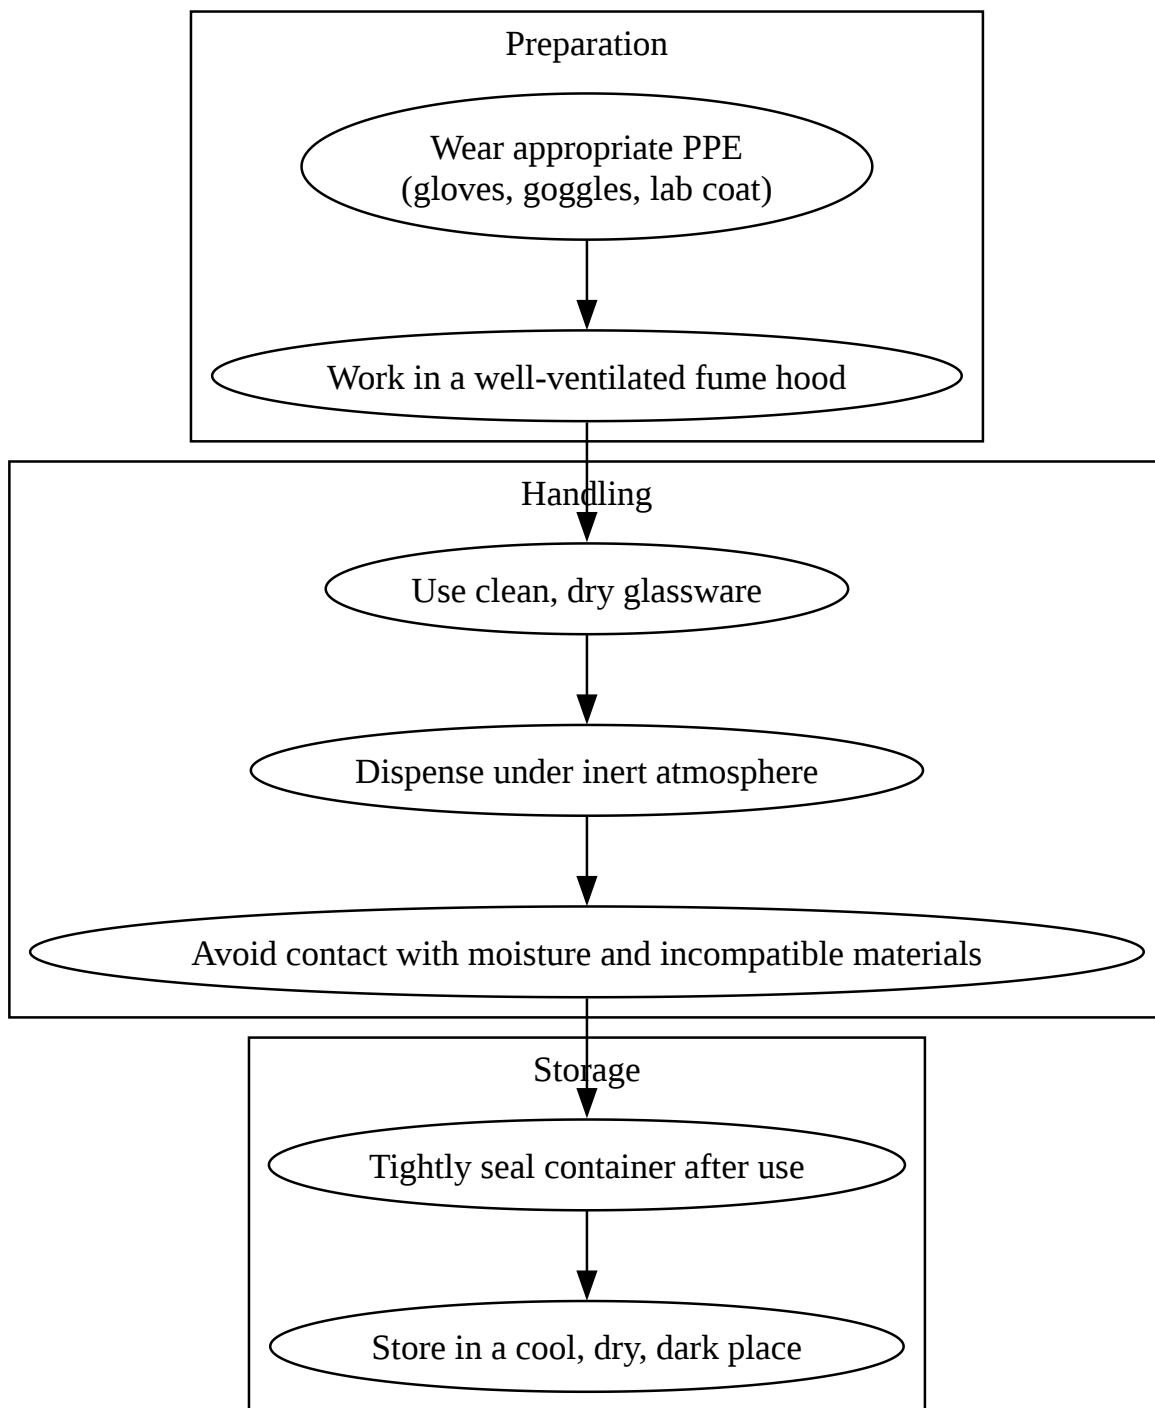 Preparation
Wear appropriate PPE
(gloves, goggles, lab coat)
Work in a well-ventilated fume hood
Handling
Use clean, dry glassware
Dispense under inert atmosphere
Avoid contact with moisture and incompatible materials
Storage
Tightly seal container after use
Store in a cool, dry, dark place